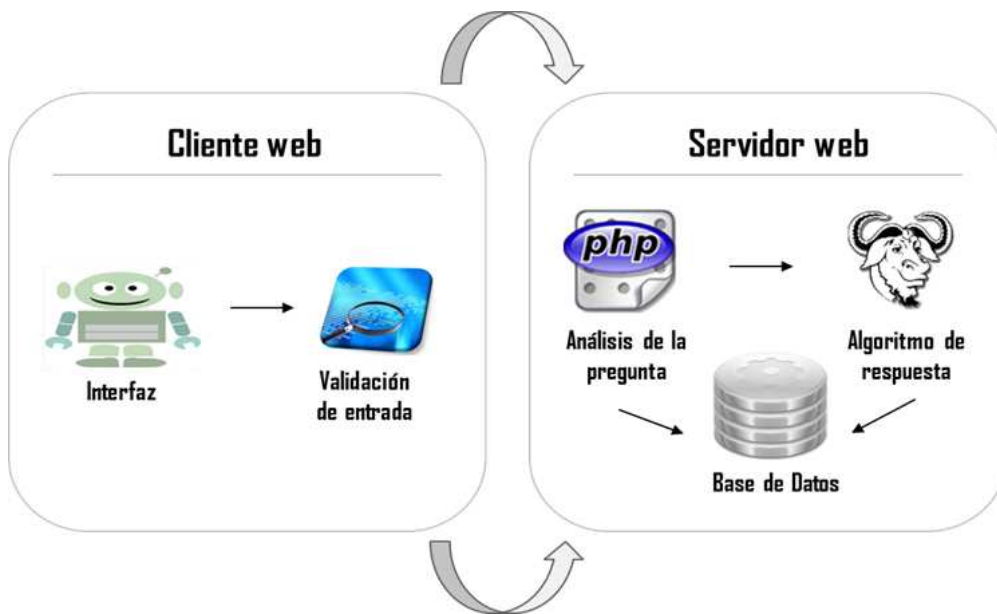 Cliente web
Interfaz
Validación
de entrada
Servidor web
php
Análisis de la
pregunta
Algoritmo de
respuesta
Base de Datos